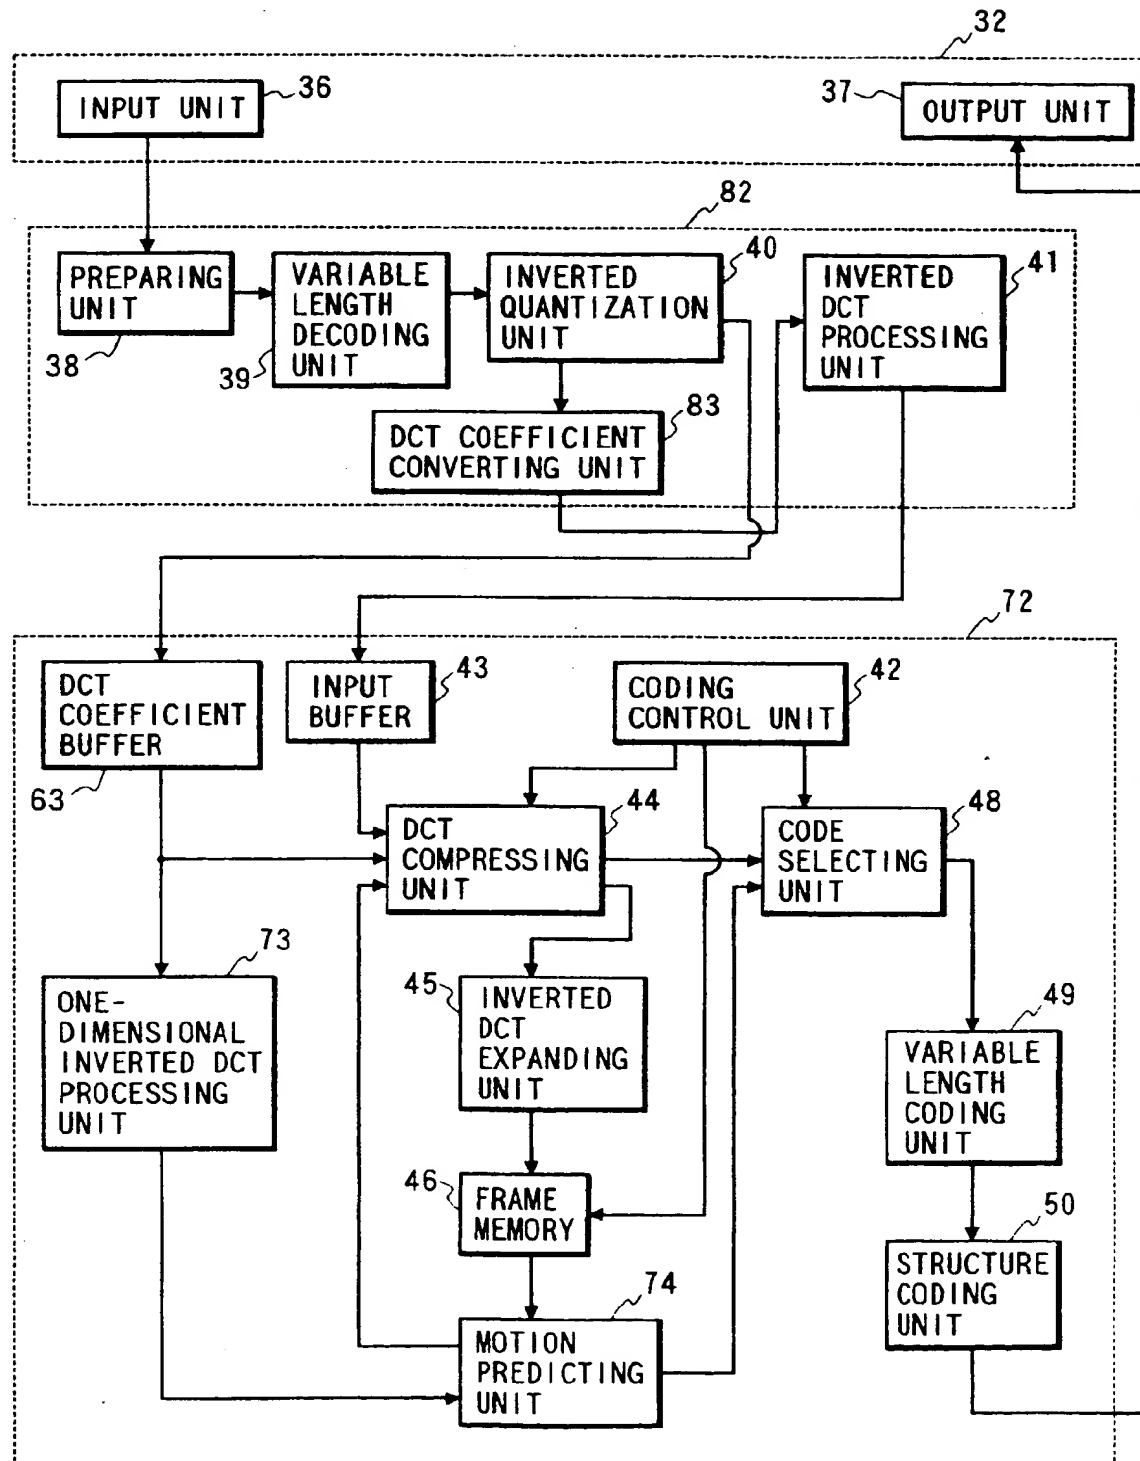 32
INPUT UNIT
36
37
OUTPUT UNIT
82
PREPARING
UNIT
38
VARIABLE
LENGTH
DECODING
UNIT
39
INVERTED
QUANTIZATION
UNIT
40
INVERTED
DCT
PROCESSING
UNIT
41
DCT COEFFICIENT
CONVERTING UNIT
83
72
DCT
COEFFICIENT
BUFFER
63
INPUT
BUFFER
43
CODING
CONTROL UNIT
42
DCT
COMPRESSING
UNIT
44
CODE
SELECTING
UNIT
48
73
ONE-
DIMENSIONAL
INVERTED DCT
PROCESSING
UNIT
45
INVERTED
DCT
EXPANDING
UNIT
49
VARIABLE
LENGTH
CODING
UNIT
46
FRAME
MEMORY
50
STRUCTURE
CODING
UNIT
74
MOTION
PREDICTING
UNIT